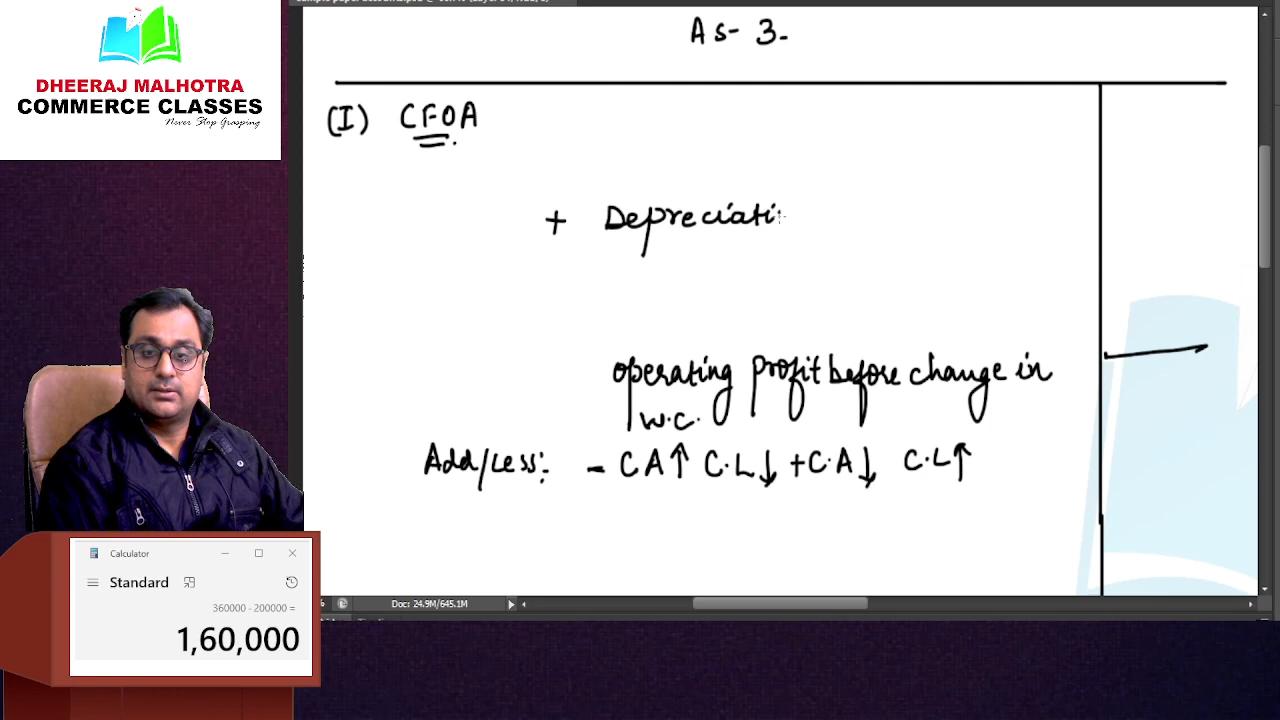 As- 3.
DHEERAJ MALHOTRA
COMMERCE CLASSES
Never Stop Grasping
(I) CFOA
+ Depreciati
operating profit before change in
W.C.
Add/Less: - CA↑ C.L↓ +C.A↓ C.L↑
Calculator
Standard
360000 - 200000 =
1,60,000
Doc: 24.9M/645.1M